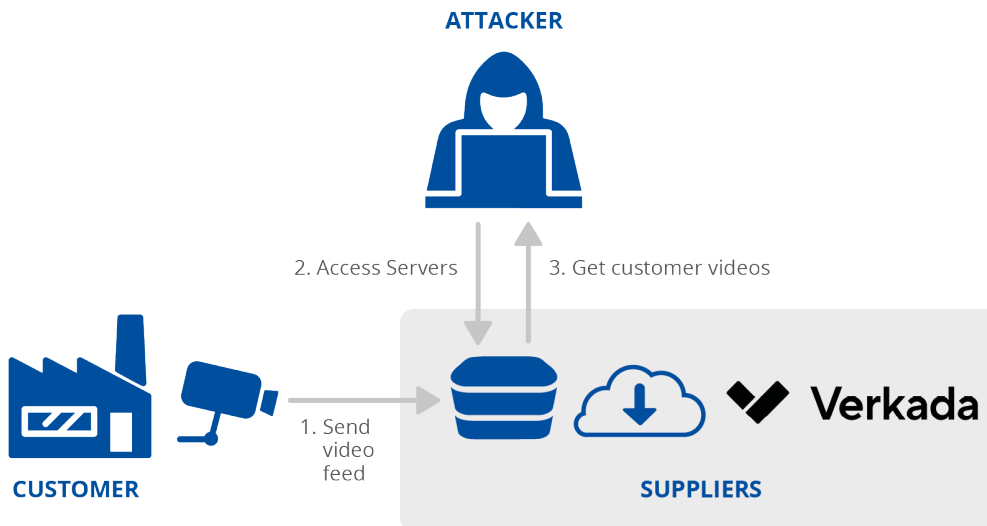 ATTACKER
2. Access Servers
3. Get customer videos
1. Send
video
feed
Verkada
CUSTOMER
SUPPLIERS